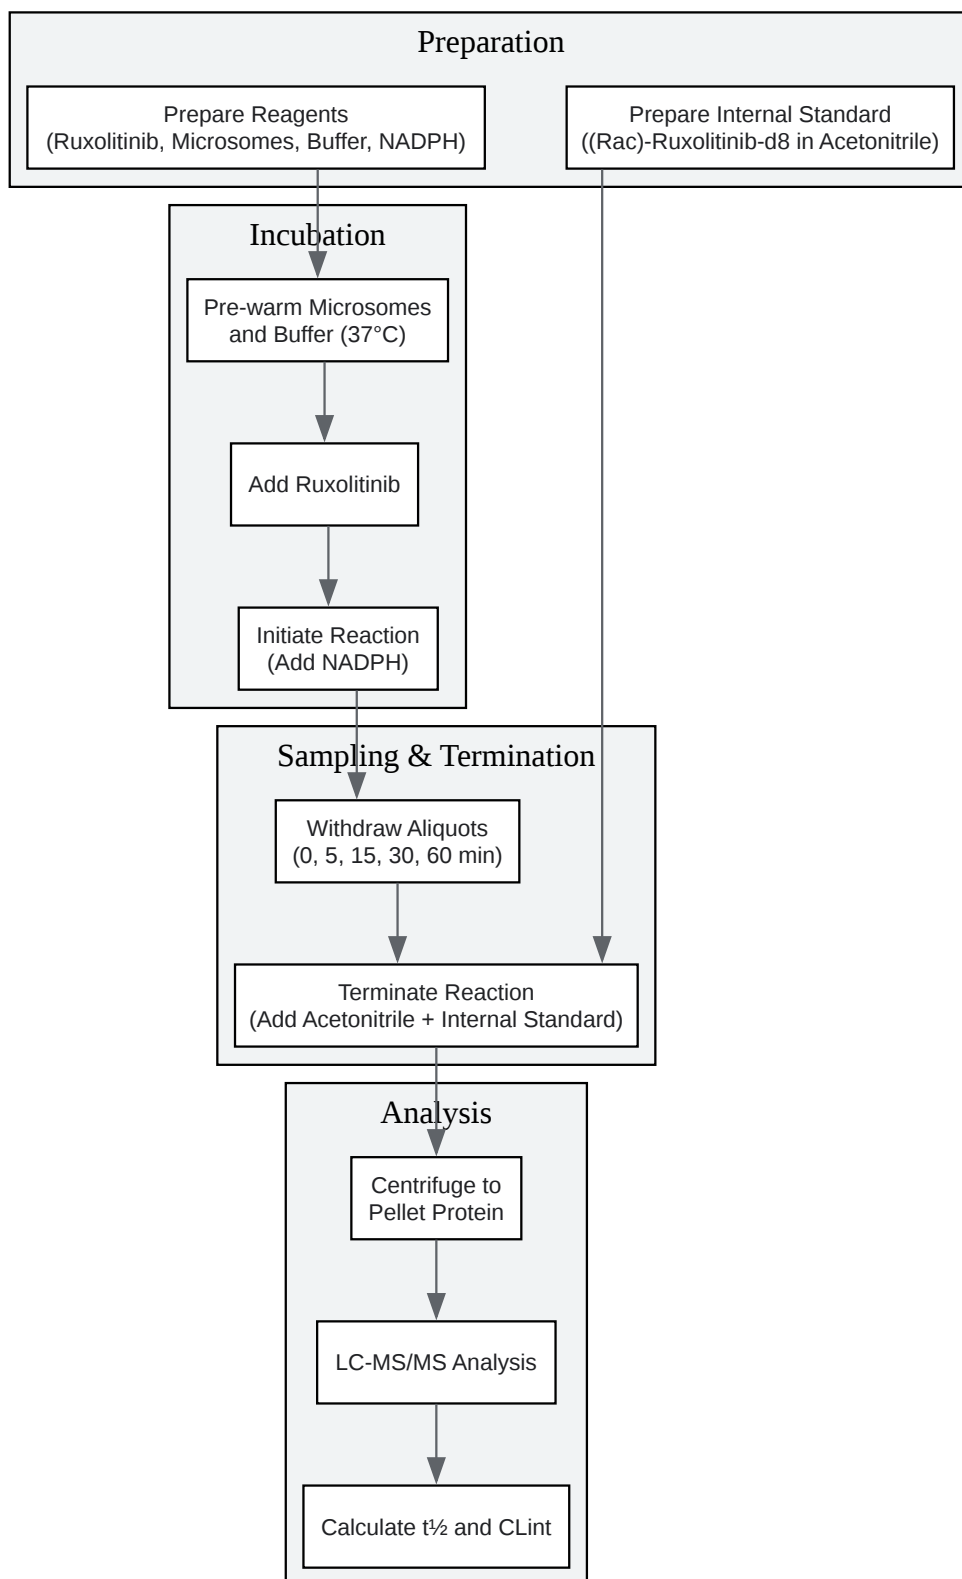 Preparation
Prepare Reagents
(Ruxolitinib, Microsomes, Buffer, NADPH)
Prepare Internal Standard
((Rac)-Ruxolitinib-d8 in Acetonitrile)
Incubation
Pre-warm Microsomes
and Buffer (37°C)
Add Ruxolitinib
Initiate Reaction
(Add NADPH)
Sampling & Termination
Withdraw Aliquots
(0, 5, 15, 30, 60 min)
Terminate Reaction
(Add Acetonitrile + Internal Standard)
Analysis
Centrifuge to
Pellet Protein
LC-MS/MS Analysis
Calculate t½ and CLint